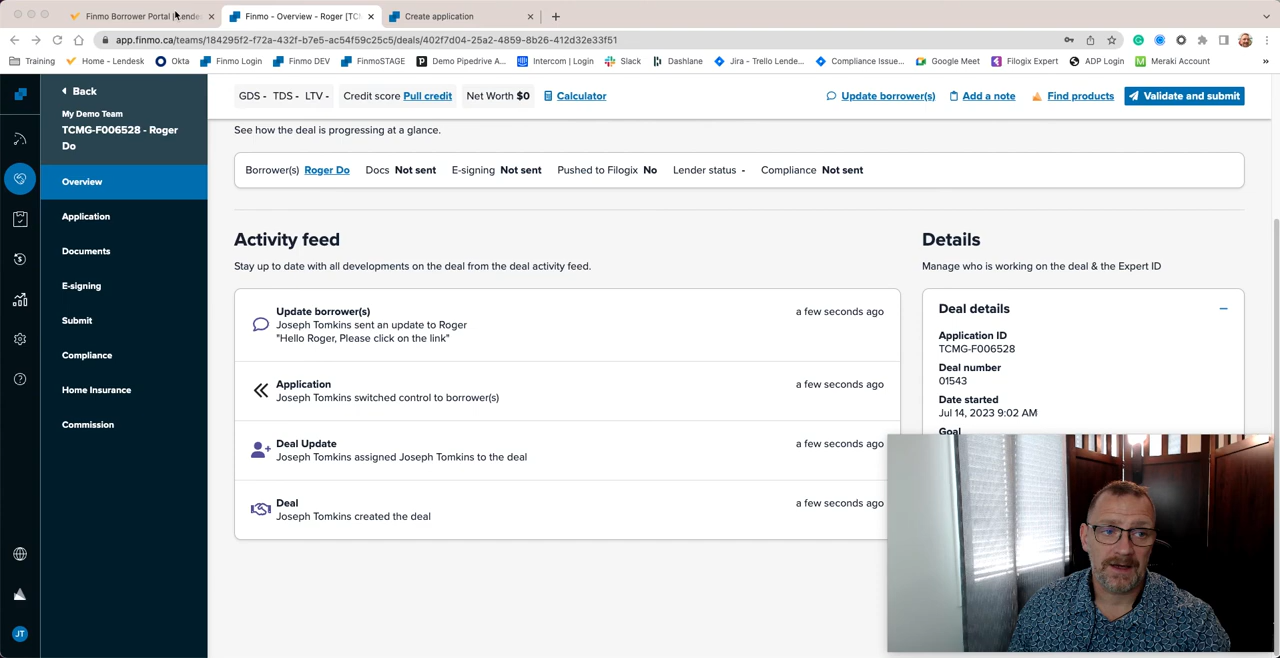 Finmo Borrower Portal | Lendes
Finmo - Overview - Roger [TCM
Create application
app.finmo.ca/teams/184295f2-f72a-432f-b7e5-ac54f59c25c5/deals/402f7d04-25a2-4859-8b26-412d32e33f51
Training
Home - Lendesk
Okta
Finmo Login
Finmo DEV
FinmoSTAGE
Demo Pipedrive A...
Intercom | Login
Slack
Dashlane
Jira - Trello Lende...
Compliance Issue...
Google Meet
Filogix Expert
ADP Login
Meraki Account
»
Back
My Demo Team
TCMG-F006528 - Roger
Do
Overview
Application
Documents
E-signing
Submit
Compliance
Home Insurance
Commission
JT
GDS - TDS - LTV - Credit score Pull credit Net Worth $0 Calculator
Update borrower(s) Add a note Find products Validate and submit
See how the deal is progressing at a glance.
Borrower(s) Roger Do Docs Not sent E-signing Not sent Pushed to Filogix No Lender status - Compliance Not sent
Activity feed
Stay up to date with all developments on the deal from the deal activity feed.
Update borrower(s) a few seconds ago
Joseph Tomkins sent an update to Roger
"Hello Roger, Please click on the link"
Application a few seconds ago
Joseph Tomkins switched control to borrower(s)
Deal Update a few seconds ago
Joseph Tomkins assigned Joseph Tomkins to the deal
Deal a few seconds ago
Joseph Tomkins created the deal
Details
Manage who is working on the deal & the Expert ID
Deal details
Application ID
TCMG-F006528
Deal number
01543
Date started
Jul 14, 2023 9:02 AM
Goal